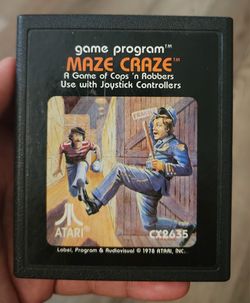 game program™
MAZE CRAZE™
A Game of Cops 'n Robbers
Use with Joystick Controllers
ATARI®
CX2635
Label, Program & Audiovisual © 1978 ATARI, INC.